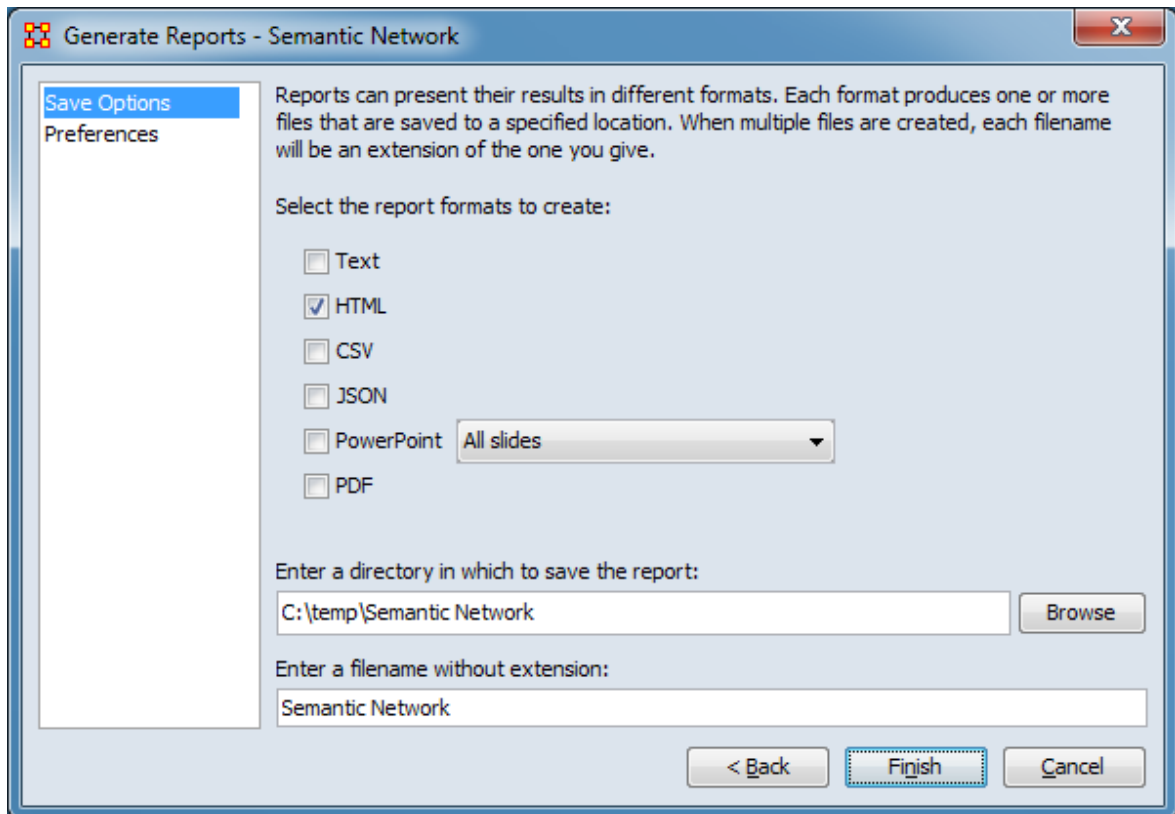 Generate Reports - Semantic Network
Save Options
Preferences
Reports can present their results in different formats. Each format produces one or more
files that are saved to a specified location. When multiple files are created, each filename
will be an extension of the one you give.
Select the report formats to create:
Text
HTML
CSV
JSON
PowerPoint All slides
PDF
Enter a directory in which to save the report:
C:\temp\Semantic Network Browse
Enter a filename without extension:
Semantic Network
< Back Finish Cancel